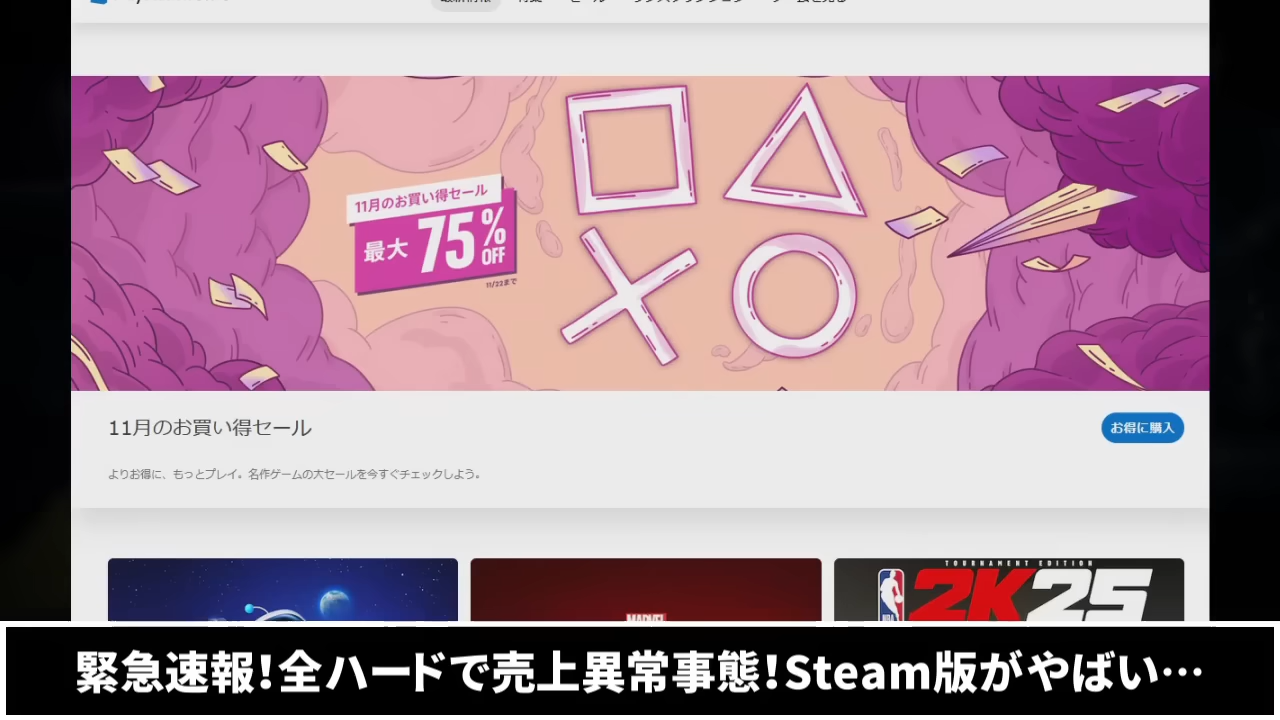 11月のお買い得セール
最大 75% OFF
11/22まで
11月のお買い得セール
お得に購入
よりお得に、もっとプレイ。名作ゲームの大セールを今すぐチェックしよう。
MARVEL
TOURNAMENT EDITION
NBA 2K25
緊急速報!全ハードで売上異常事態!Steam版がやばい…